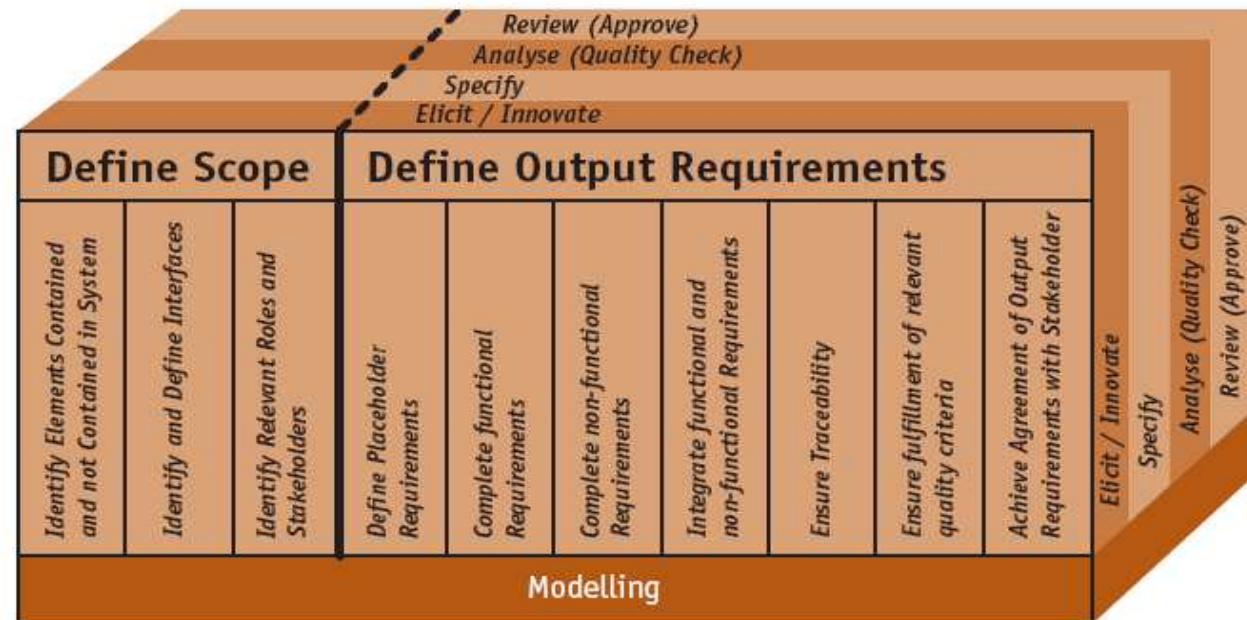 Review (Approve)
Analyse (Quality Check)
Specify
Elicit / Innovate
Define Scope
Define Output Requirements
Identify Elements Contained
and not Contained in System
Identify and Define Interfaces
Identify Relevant Roles and
Stakeholders
Define Placeholder
Requirements
Complete functional
Requirements
Complete non-functional
Requirements
Integrate functional and
non-functional Requirements
Ensure Traceability
Ensure fulfillment of relevant
quality criteria
Achieve Agreement of Output
Requirements with Stakeholder
Elicit / Innovate
Specify
Analyse (Quality Check)
Review (Approve)
Modelling